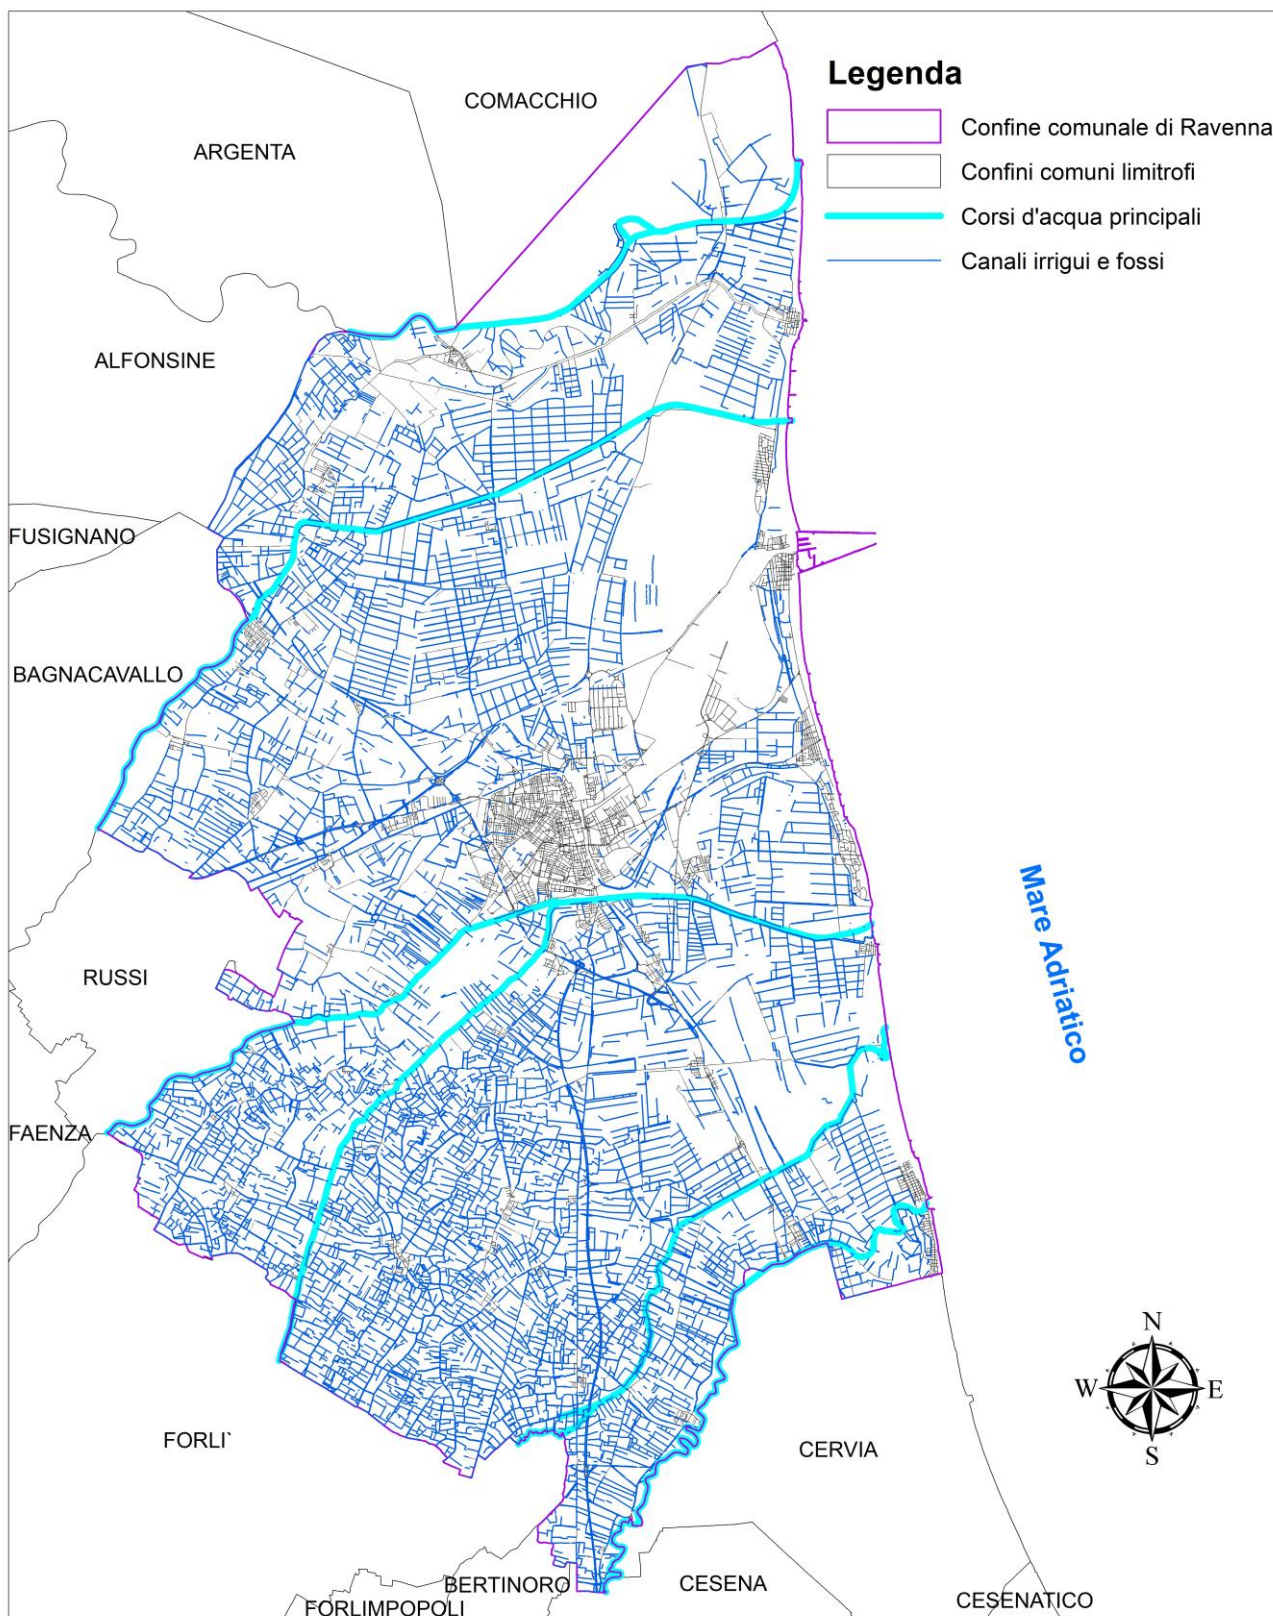 COMACCHIO
ARGENTA
Legenda
Confine comunale di Ravenna
Confini comuni limitrofi
Corsi d'acqua principali
Canali irrigui e fossi
ALFONSINE
FUSIGNANO
BAGNACAVALLO
Mare Adriatico
RUSSI
FAENZA
N
W E
S
FORLI`
CERVIA
BERTINORO
CESENA
CESENATICO
FORLIMPOPOLI